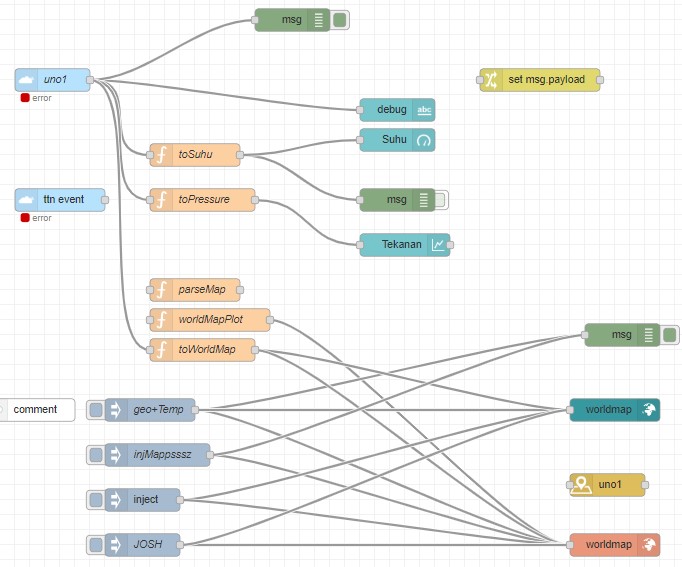 msg
uno1
error
set msg.payload
debug
abc
Suhu
toSuhu
ttn event
error
toPressure
msg
Tekanan
parseMap
worldMapPlot
toWorldMap
msg
comment
geo+Temp
worldmap
injMappsssz
uno1
inject
JOSH
worldmap